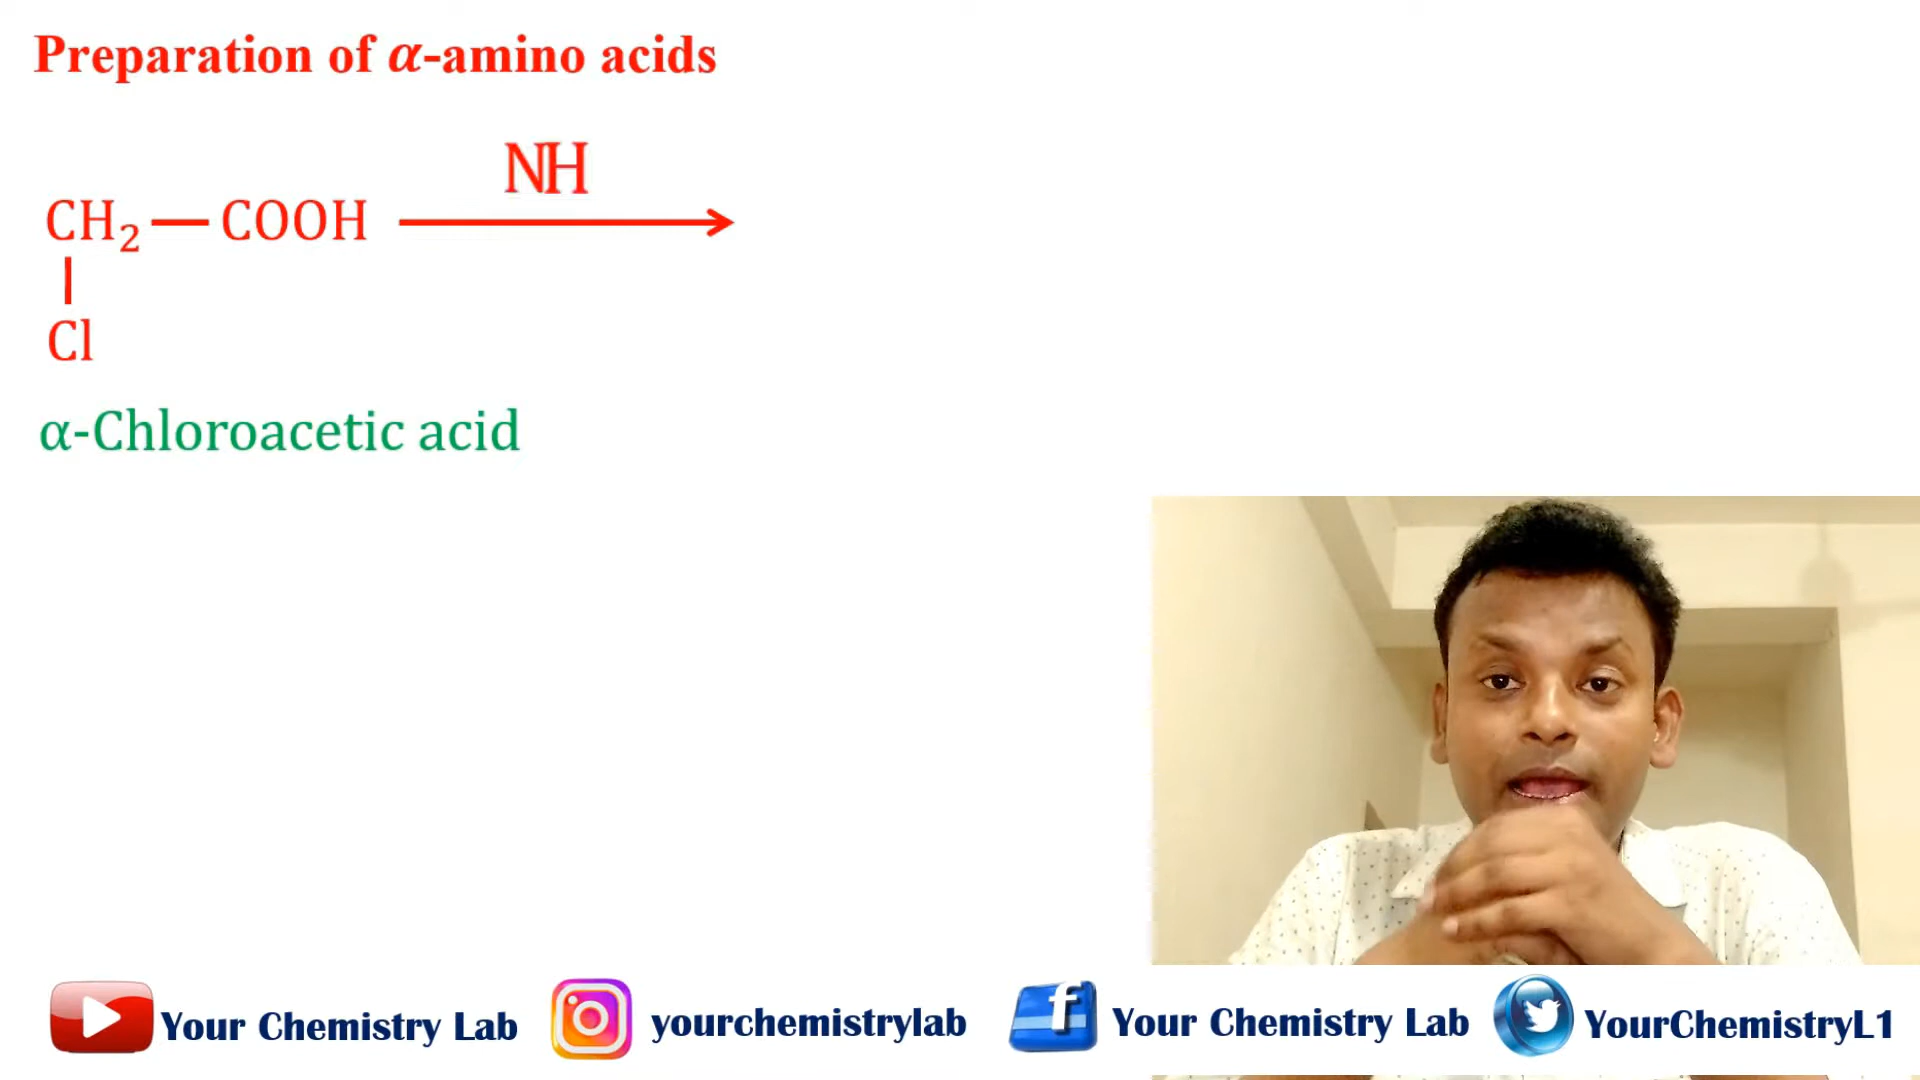 Preparation of α-amino acids
NH
CH₂ — COOH
Cl
α-Chloroacetic acid
Your Chemistry Lab
yourchemistrylab
f Your Chemistry Lab
YourChemistryL1